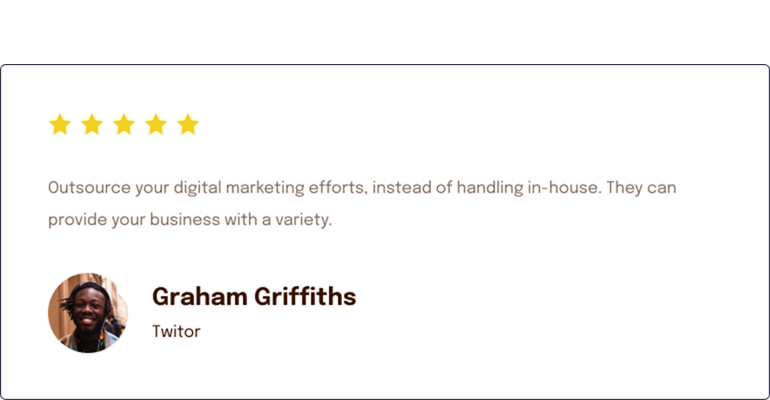 Outsource your digital marketing efforts, instead of handling in-house. They can
provide your business with a variety.
Graham Griffiths
Twitor